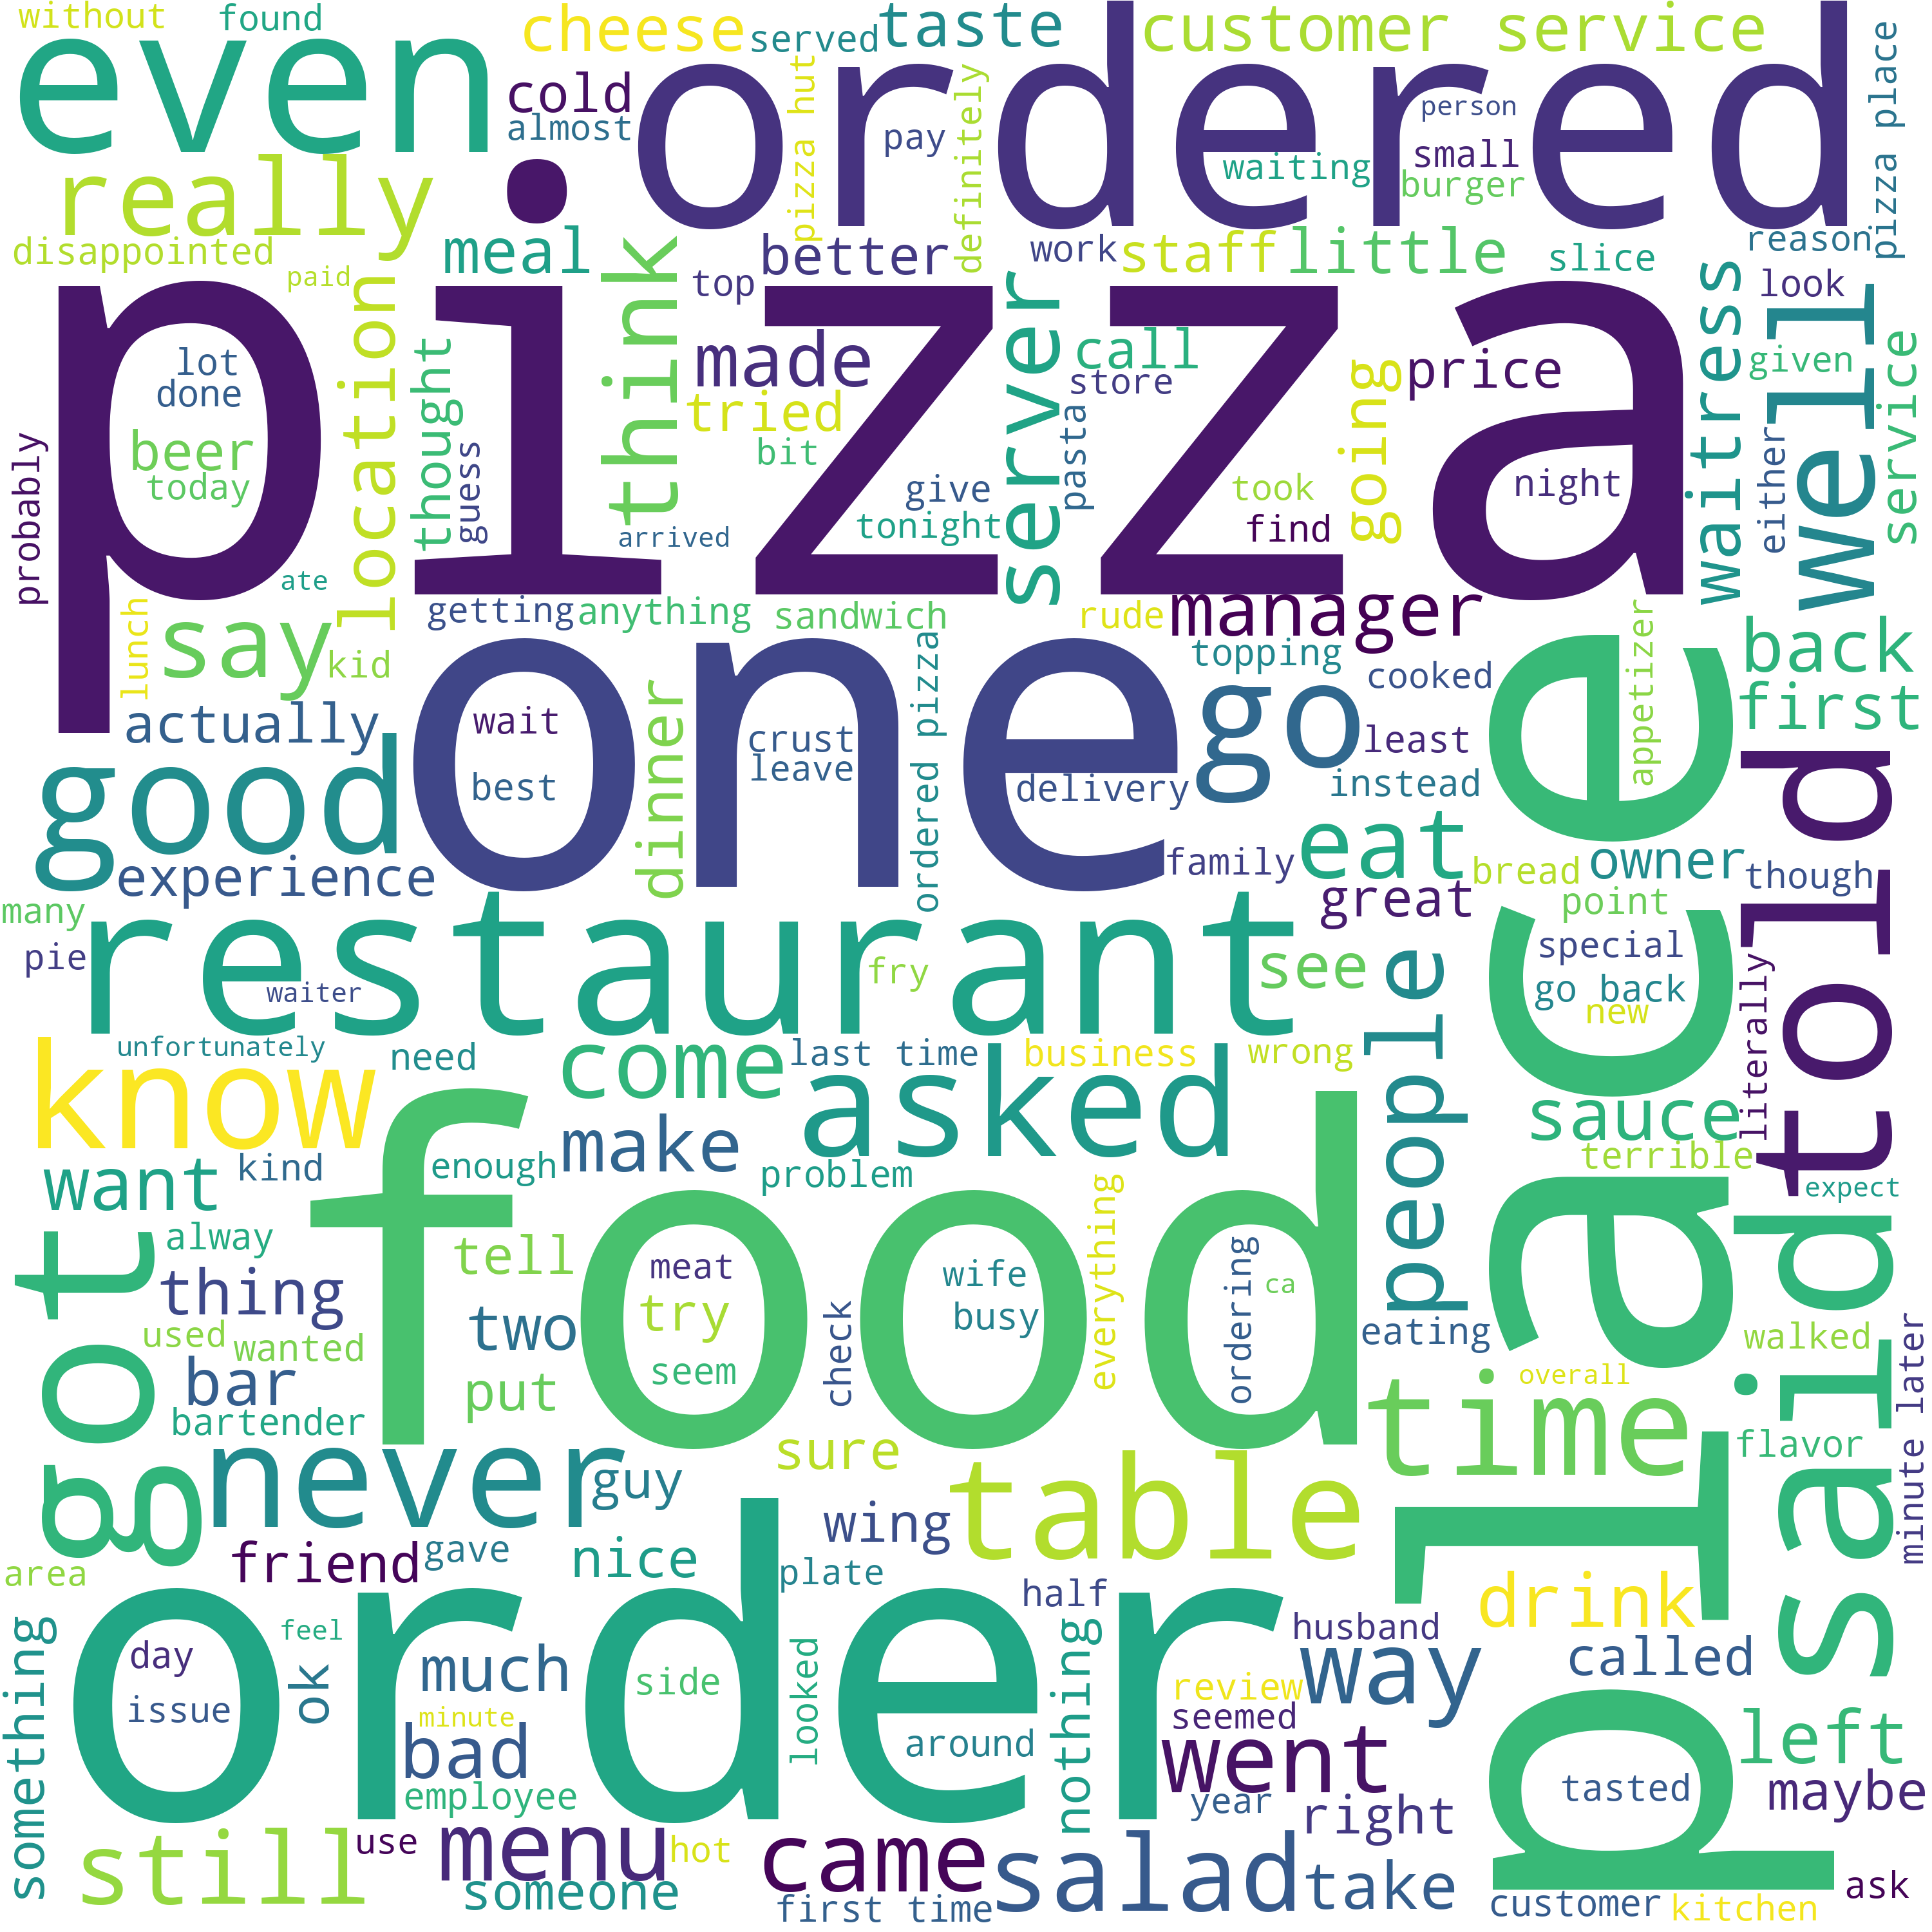 without
found
cheese
served
taste
customer service
even
ordered
cold
almost
pizza hut
pay
definitely
person
waiting
small
burger
pizza place
really
disappointed
paid
meal
think
top
better
work
staff
little
slice
reason
look
location
server
waitress
well
pizza
lot
done
made
call
store
price
given
service
thought
tried
going
beer
today
guess
bit
pasta
either
probably
give
took
night
tonight
find
arrived
ate
lunch
say
kid
getting
anything
sandwich
rude
manager
topping
cooked
appetizer
back
first
actually
one
wait
best
dinner
crust
leave
ordered pizza
delivery
go
least
instead
place
told
good
experience
family
eat
great
bread
owner
though
point
special
go back
new
many
pie
restaurant
waiter
fry
see
people
literally
unfortunately
need
know
come
last time
business
wrong
asked
sauce
terrible
expect
want
kind
enough
make
problem
food
got
alway
thing
used
wanted
tell
two
put
meat
try
seem
check
wife
busy
everything
ordering
ca
eating
overall
walked
said
minute later
bar
bartender
time
flavor
never
guy
sure
wing
table
area
friend
gave
nice
plate
half
drink
order
something
day
issue
feel
ok
much
minute
bad
employee
side
looked
around
nothing
husband
review
seemed
way
called
left
went
year
right
tasted
maybe
still
use
menu
hot
someone
came
first time
salad
take
customer
kitchen
ask